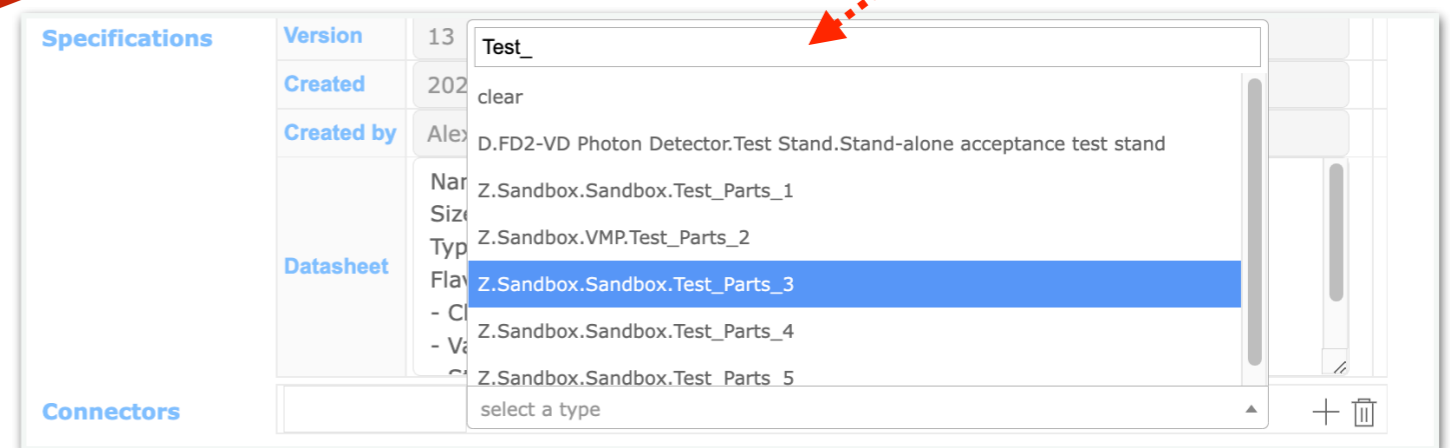 Specifications
Version 13
Created 202
Created by Alex
Datasheet
Nar
Size
Typ
Flav
- Cl
- Va
Test_
clear
D.FD2-VD Photon Detector.Test Stand.Stand-alone acceptance test stand
Z.Sandbox.Sandbox.Test_Parts_1
Z.Sandbox.VMP.Test_Parts_2
Z.Sandbox.Sandbox.Test_Parts_3
Z.Sandbox.Sandbox.Test_Parts_4
Z.Sandbox.Sandbox.Test_Parts_5
Connectors
select a type